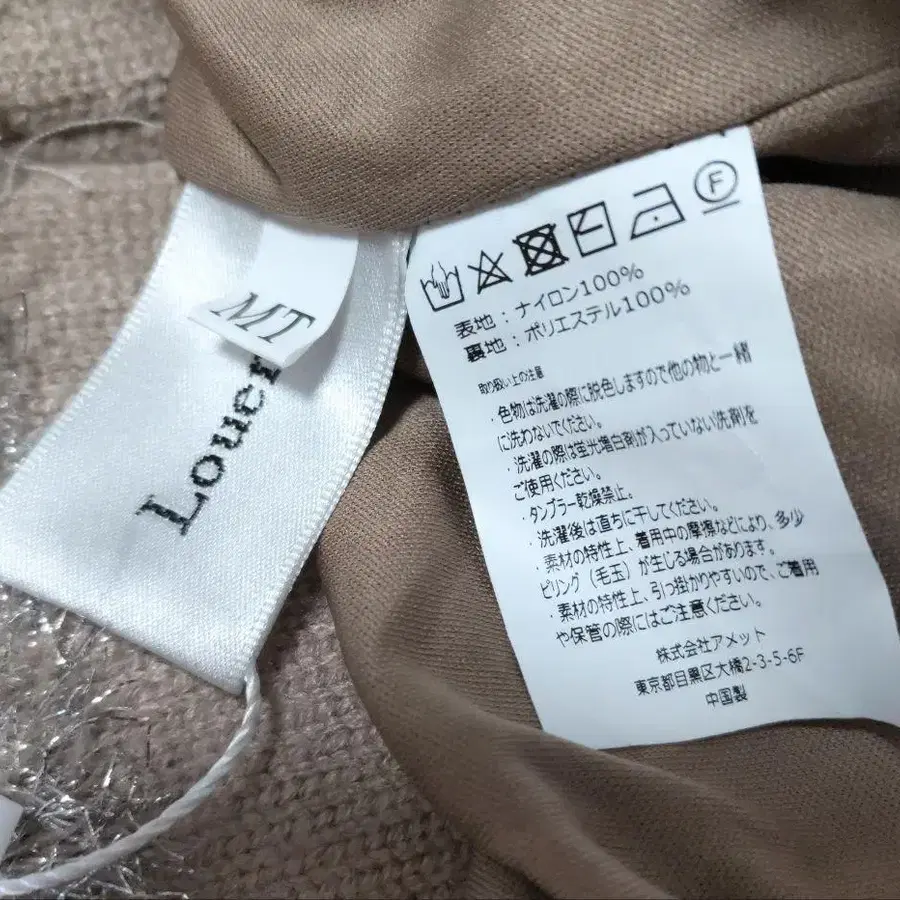 MT
Louer
F
表地：ナイロン100%
裏地：ポリエステル100%
取り扱い上の注意
・色物は洗濯の際に脱色しますので他の物と一緒
に洗わないでください。
・洗濯の際は蛍光増白剤が入っていない洗剤を
ご使用ください。
・タンブラー乾燥禁止。
・洗濯後は直ちに干してください。
・素材の特性上、着用中の摩擦などにより、多少
ピリング（毛玉）が生じる場合があります。
・素材の特性上、引っ掛かりやすいので、ご着用
や保管の際にはご注意ください。
株式会社アメット
東京都目黒区大橋2-3-5-6F
中国製